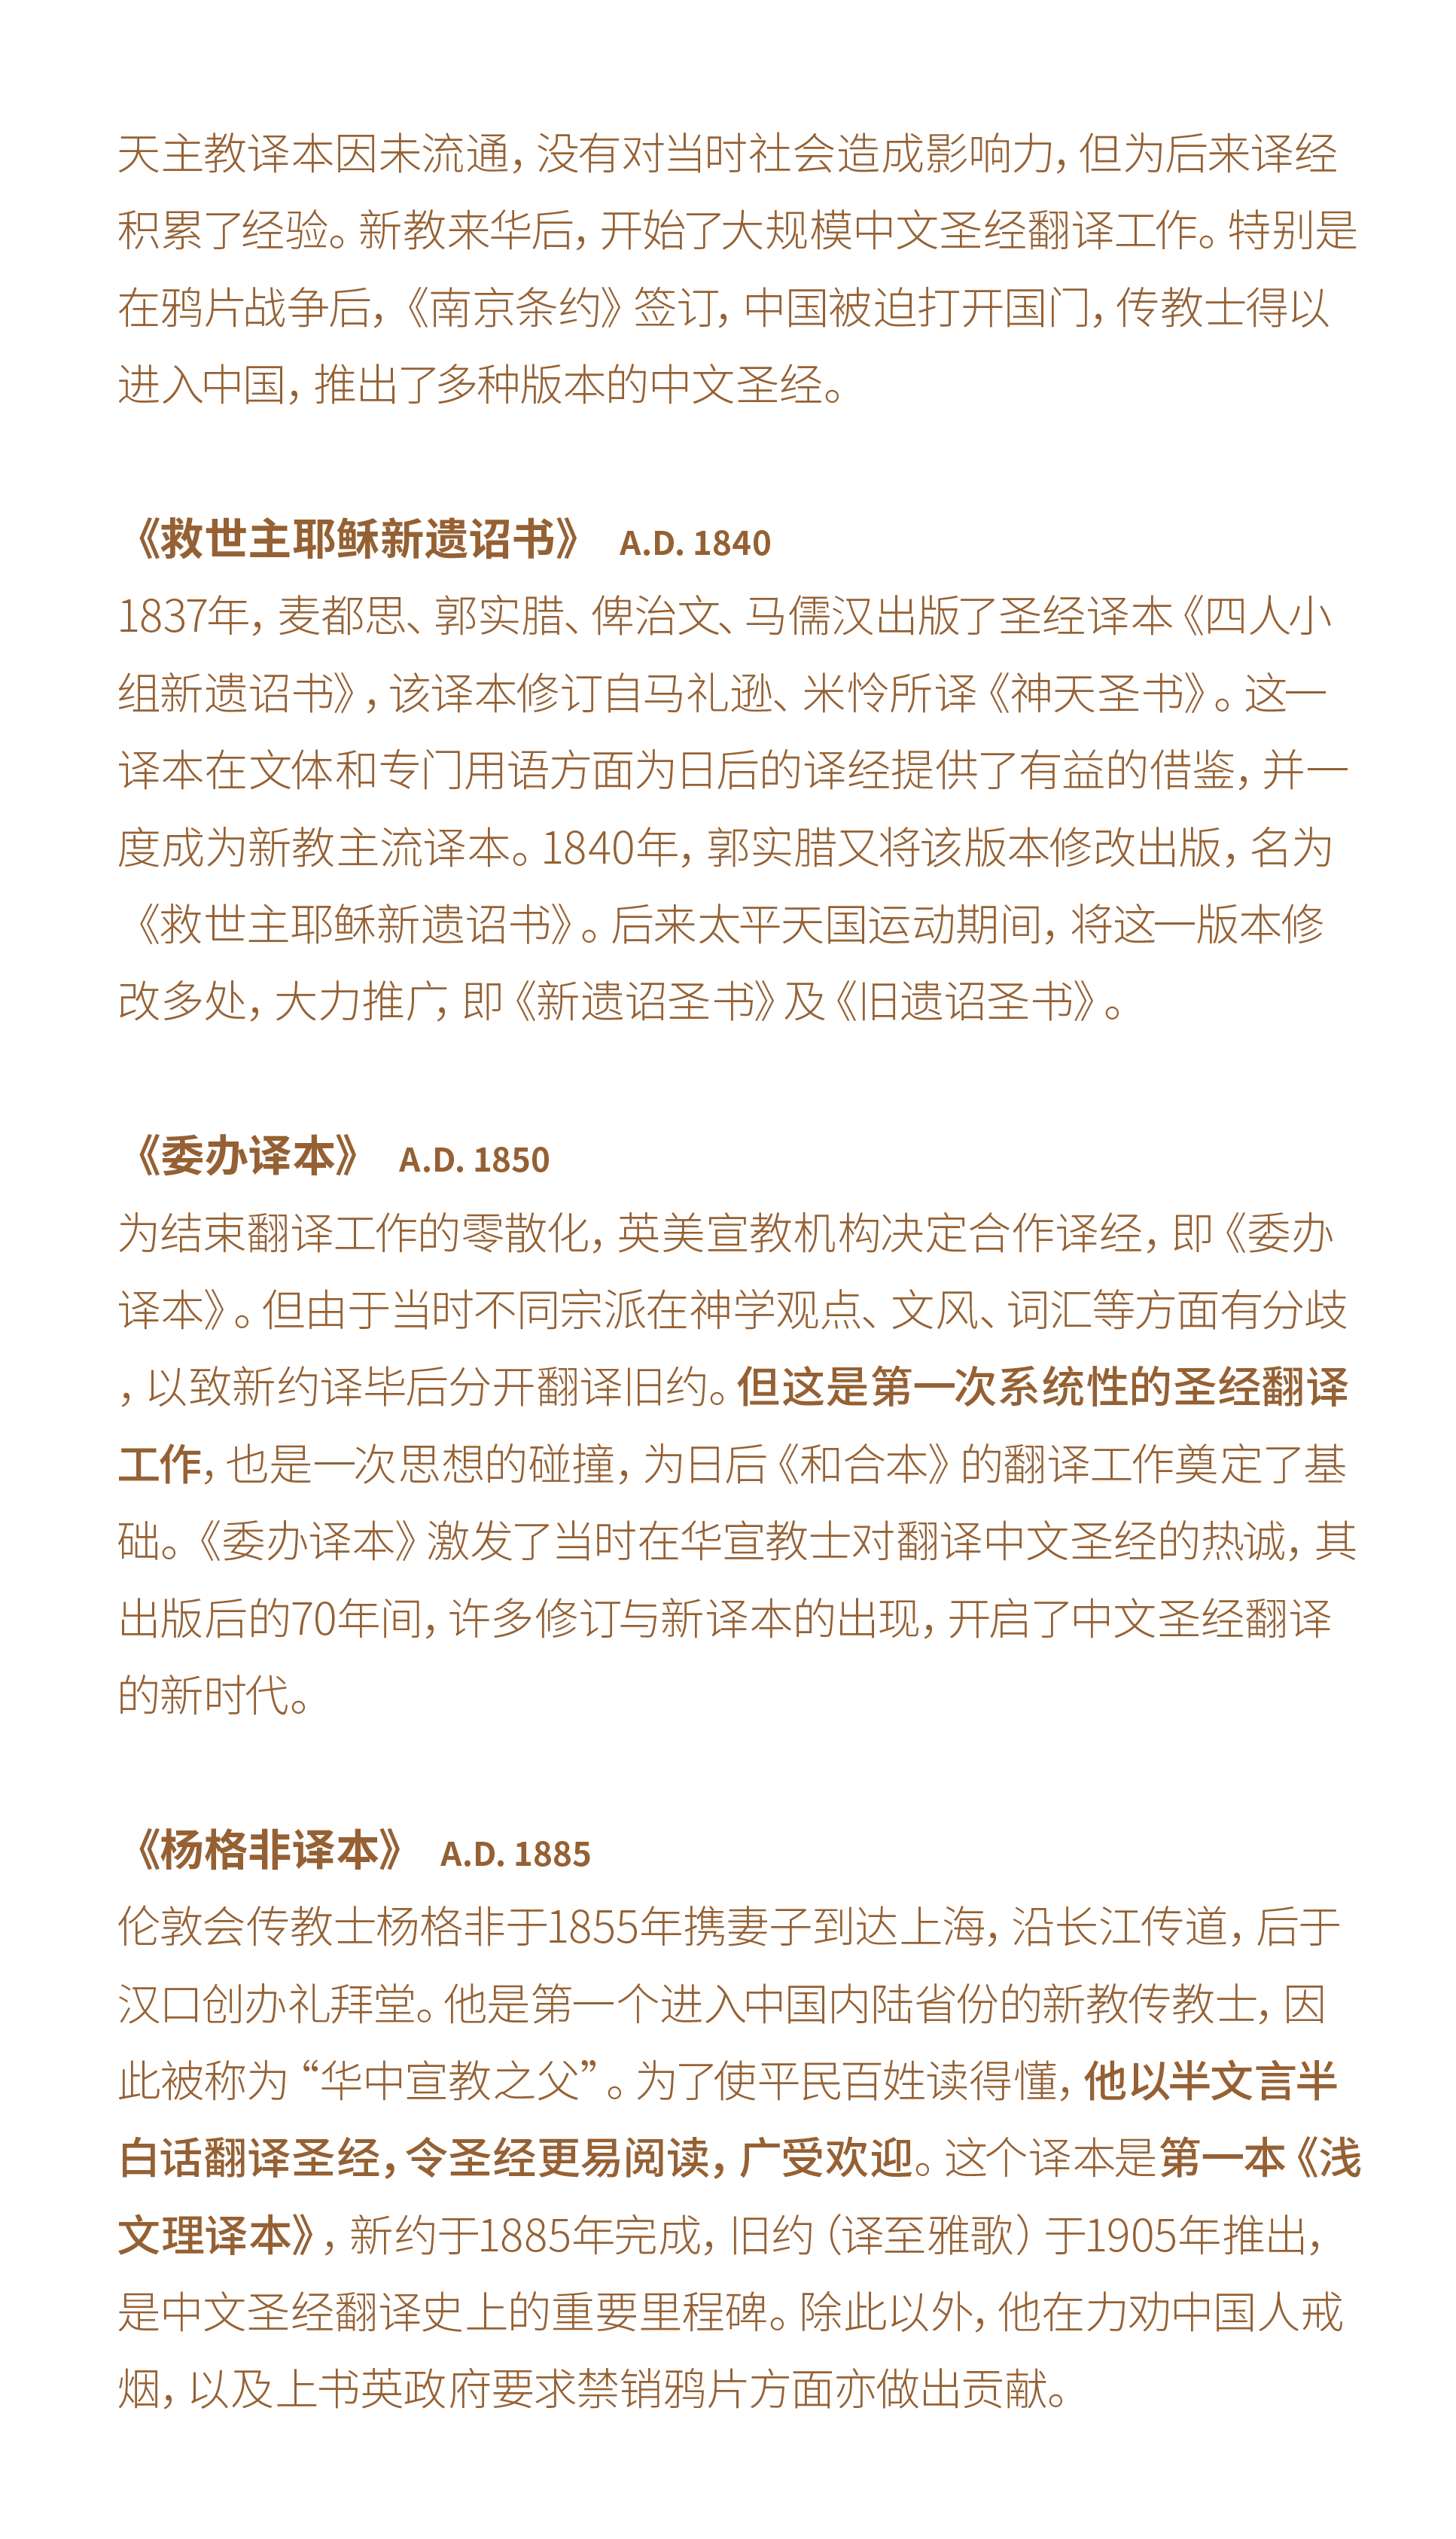 天主教译本因未流通，没有对当时社会造成影响力，但为后来译经
积累了经验。新教来华后，开始了大规模中文圣经翻译工作。特别是
在鸦片战争后，《南京条约》签订，中国被迫打开国门，传教士得以
进入中国，推出了多种版本的中文圣经。
《救世主耶稣新遗诏书》 A.D. 1840
1837年，麦都思、郭实腊、俾治文、马儒汉出版了圣经译本《四人小
组新遗诏书》，该译本修订自马礼逊、米怜所译《神天圣书》。这一
译本在文体和专门用语方面为日后的译经提供了有益的借鉴，并一
度成为新教主流译本。1840年，郭实腊又将该版本修改出版，名为
《救世主耶稣新遗诏书》。后来太平天国运动期间，将这一版本修
改多处，大力推广，即《新遗诏圣书》及《旧遗诏圣书》。
《委办译本》 A.D. 1850
为结束翻译工作的零散化，英美宣教机构决定合作译经，即《委办
译本》。但由于当时不同宗派在神学观点、文风、词汇等方面有分歧
，以致新约译毕后分开翻译旧约。但这是第一次系统性的圣经翻译
工作，也是一次思想的碰撞，为日后《和合本》的翻译工作奠定了基
础。《委办译本》激发了当时在华宣教士对翻译中文圣经的热诚，其
出版后的70年间，许多修订与新译本的出现，开启了中文圣经翻译
的新时代。
《杨格非译本》 A.D. 1885
伦敦会传教士杨格非于1855年携妻子到达上海，沿长江传道，后于
汉口创办礼拜堂。他是第一个进入中国内陆省份的新教传教士，因
此被称为“华中宣教之父”。为了使平民百姓读得懂，他以半文言半
白话翻译圣经，令圣经更易阅读，广受欢迎。这个译本是第一本《浅
文理译本》，新约于1885年完成，旧约（译至雅歌）于1905年推出，
是中文圣经翻译史上的重要里程碑。除此以外，他在力劝中国人戒
烟，以及上书英政府要求禁销鸦片方面亦做出贡献。